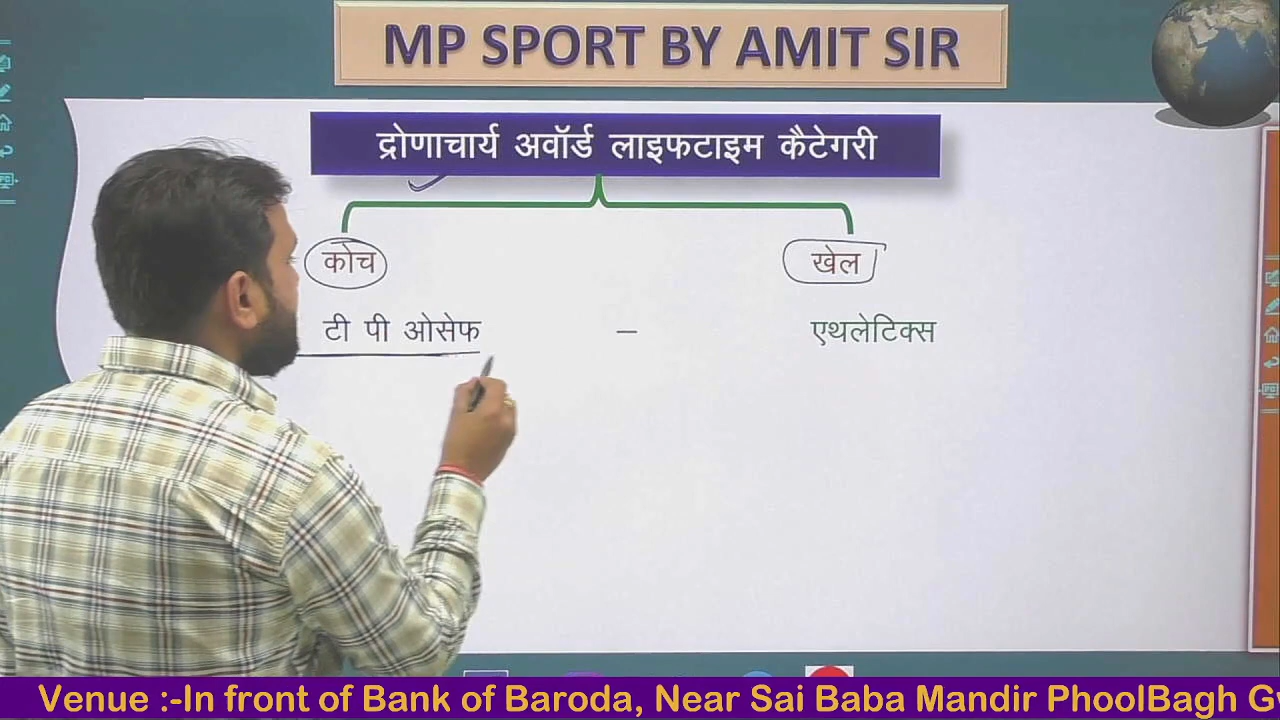 MP SPORT BY AMIT SIR
द्रोणाचार्य अवॉर्ड लाइफटाइम कैटेगरी
कोच खेल
टी पी ओसेफ – एथलेटिक्स
Venue :-In front of Bank of Baroda, Near Sai Baba Mandir PhoolBagh